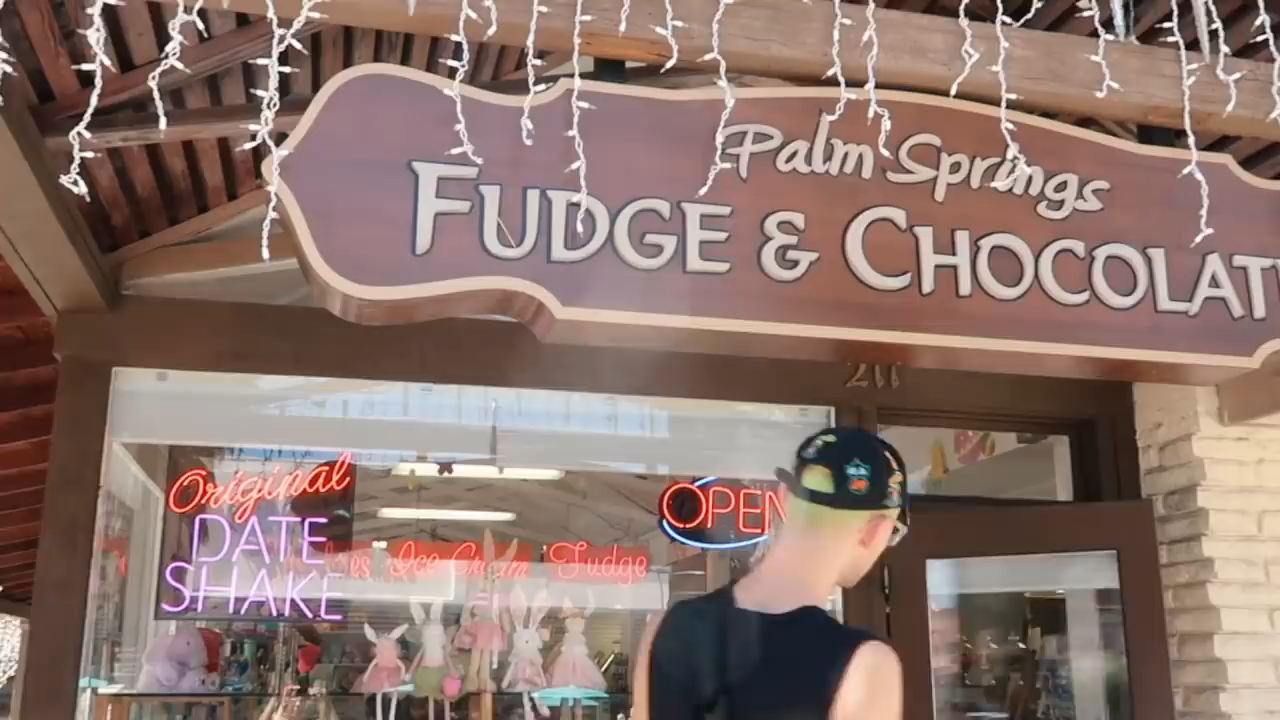 Palm Springs
FUDGE & CHOCOLAT
211
Original
DATE
SHAKE
OPEN
Ice Cream Fudge